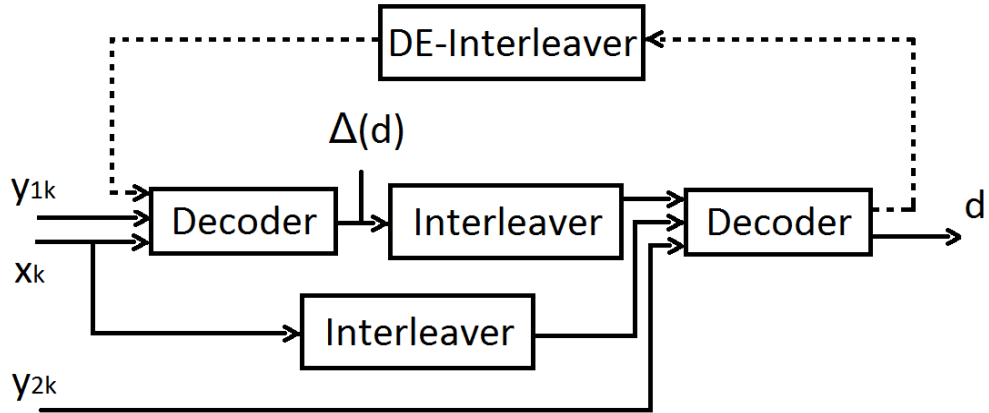 DE-Interleaver
Δ(d)
y1k
Decoder
Interleaver
Decoder
d
xk
Interleaver
y2k